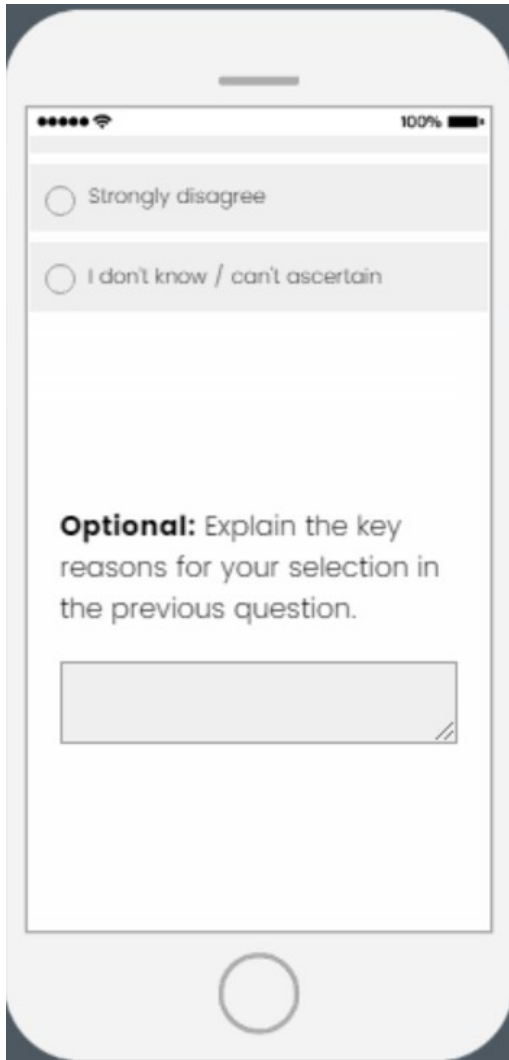 100%
Strongly disagree
I don't know / can't ascertain
Optional: Explain the key
reasons for your selection in
the previous question.